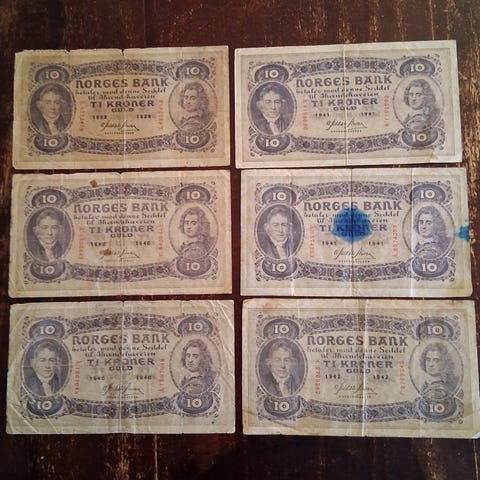 10 10
NORGES BANK
betaler mod denne Seddel
til Ihændehaveren
TI KRONER
GULD
10 10
10 10
NORGES BANK
betaler mod denne Seddel
til Ihændehaveren
TI KRONER
GULD
1941 1941
10 10
10 10
NORGES BANK
betaler mod denne Seddel
til Ihændehaveren
TI KRONER
GULD
1940 1940
10 10
10 10
NORGES BANK
betaler mod denne Seddel
til Ihændehaveren
TI KRONER
GULD
1941 1941
10 10
10 10
NORGES BANK
betaler mod denne Seddel
til Ihændehaveren
TI KRONER
GULD
1940 1940
10 10
10 10
NORGES BANK
betaler mod denne Seddel
til Ihændehaveren
TI KRONER
GULD
1942 1942
10 10